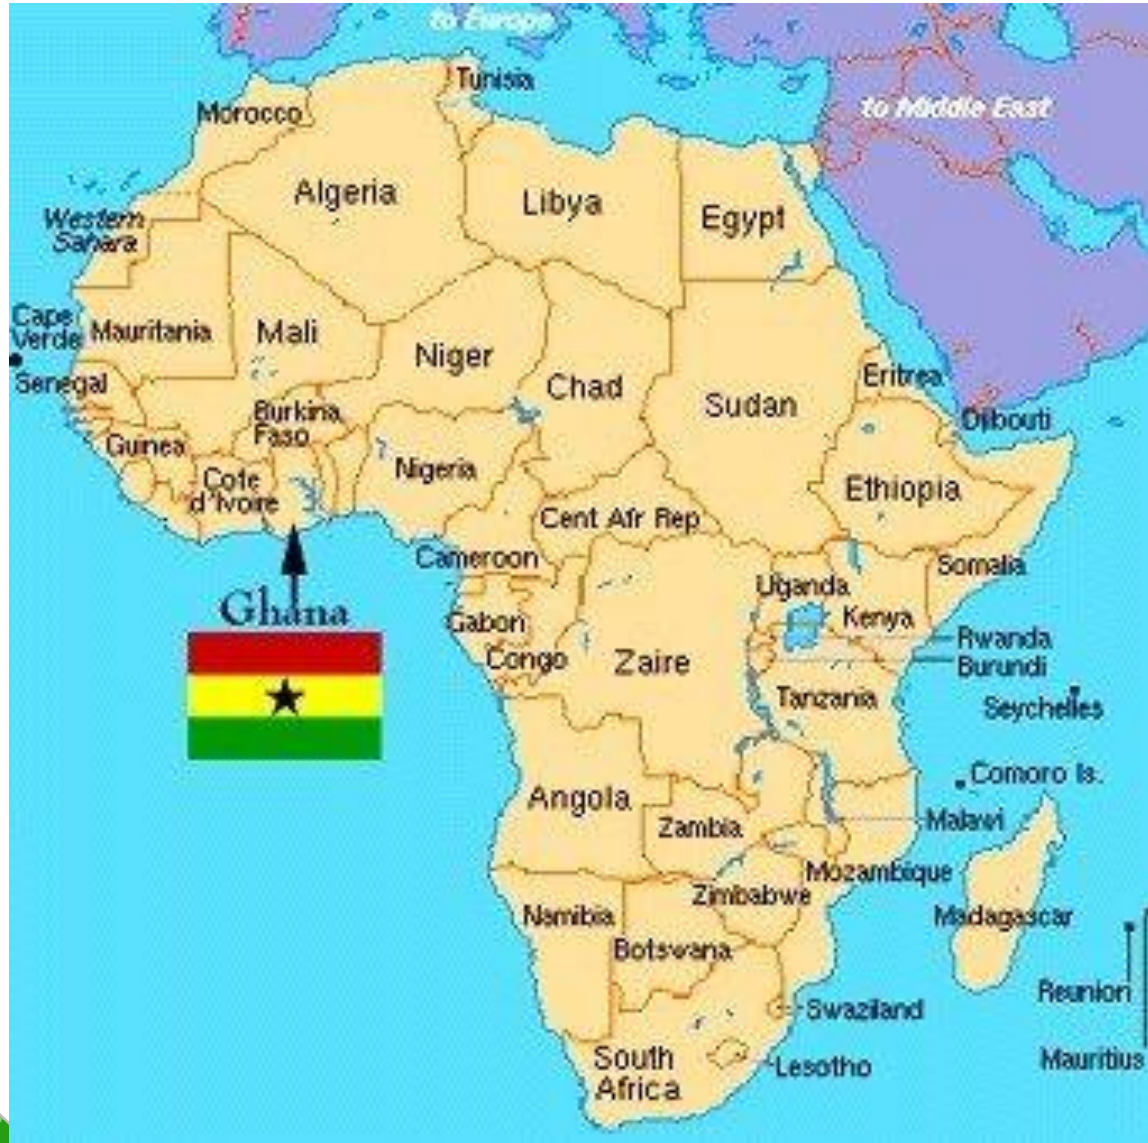 to Europe
Tunisia
Morocco
to Middle East
Algeria
Libya
Egypt
Western
Sahara
Cape
Verde
Mauritania
Mali
Niger
Chad
Sudan
Eritrea
Senegal
Djibouti
Burkina
Faso
Guinea
Nigeria
Cote
d'Ivoire
Ethiopia
Cent Afr Rep
Cameroon
Somalia
Uganda
Ghana
Gabon
Kenya
Rwanda
Congo
Zaire
Burundi
Tanzania
Seychelles
Comoro Is.
Angola
Zambia
Malawi
Mozambique
Zimbabwe
Namibia
Madagascar
Botswana
Reunion
Swaziland
South
Africa
Lesotho
Mauritius